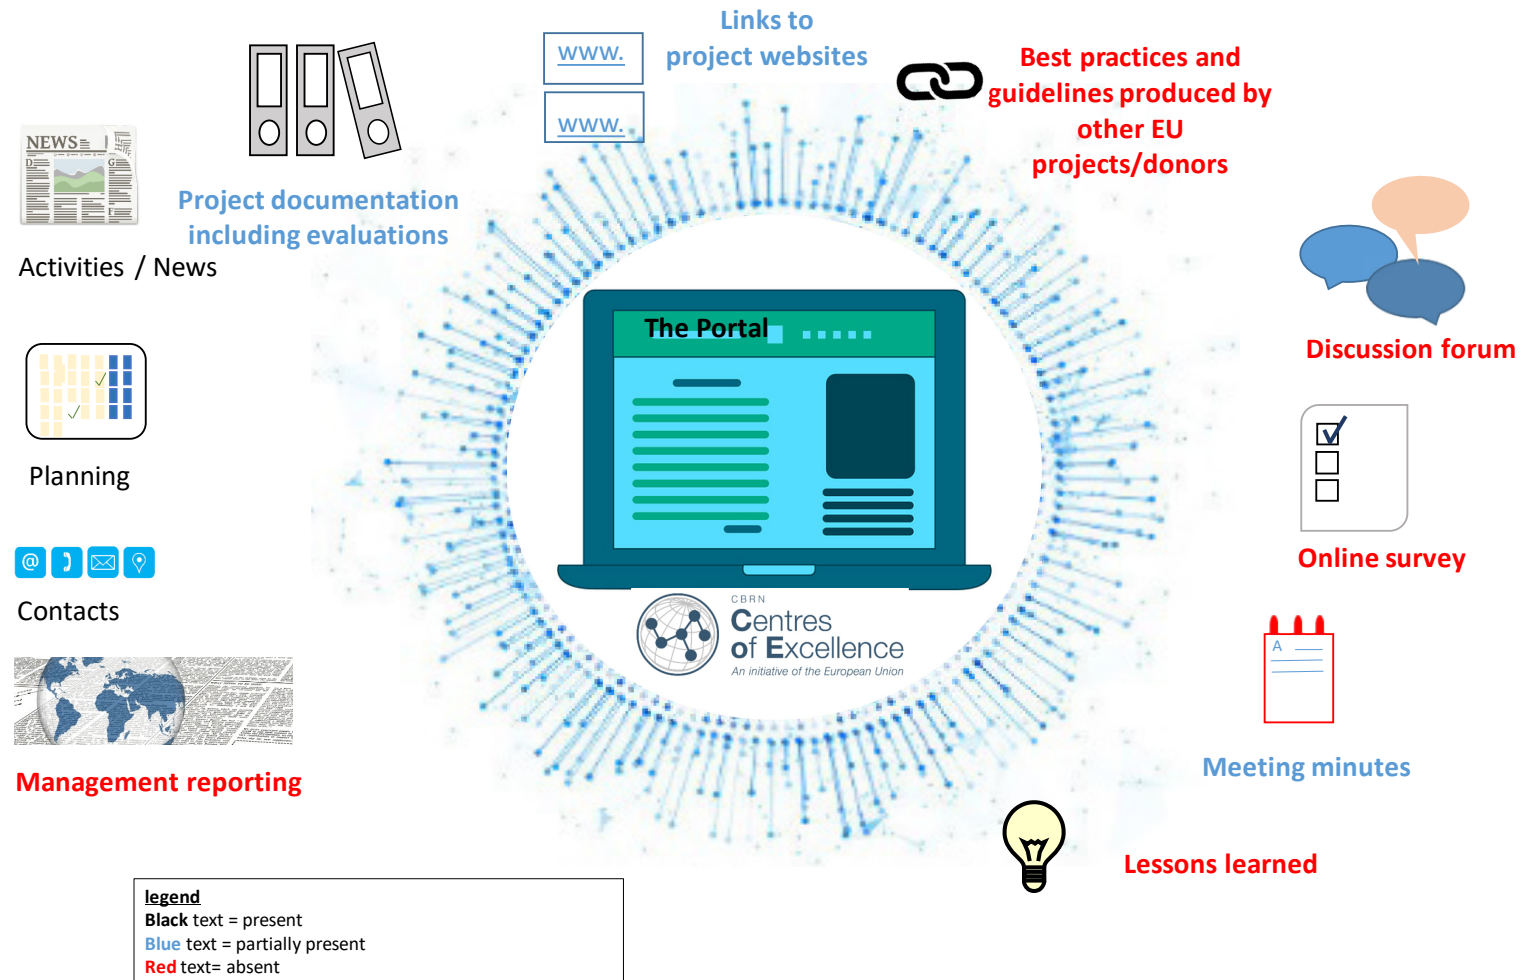 Links to
project websites
www.
www.
Best practices and
guidelines produced by
other EU
projects/donors
NEWS
D
G
Project documentation
including evaluations
Activities / News
The Portal
Discussion forum
Planning
Online survey
@
Contacts
CBRN
Centres
of Excellence
An initiative of the European Union
A
Management reporting
Meeting minutes
Lessons learned
legend
Black text = present
Blue text = partially present
Red text= absent